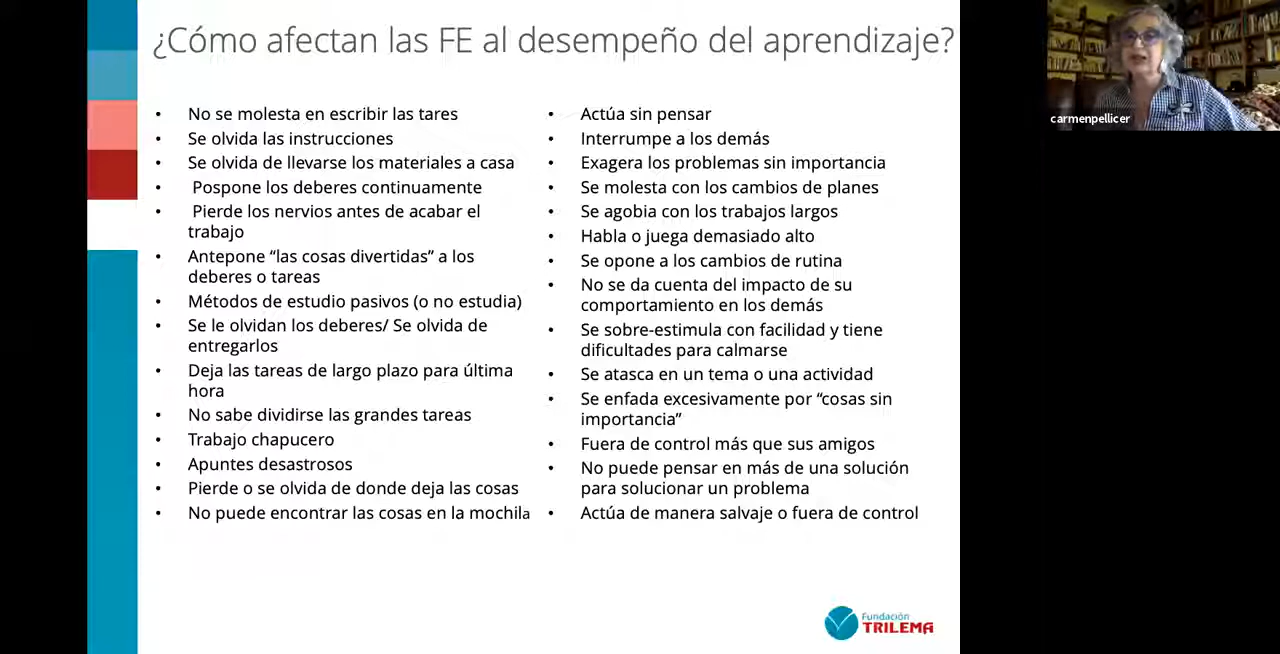 ¿Cómo afectan las FE al desempeño del aprendizaje?
No se molesta en escribir las tares
Se olvida las instrucciones
Se olvida de llevarse los materiales a casa
Pospone los deberes continuamente
Pierde los nervios antes de acabar el
trabajo
Antepone “las cosas divertidas” a los
deberes o tareas
Métodos de estudio pasivos (o no estudia)
Se le olvidan los deberes/ Se olvida de
entregarlos
Deja las tareas de largo plazo para última
hora
No sabe dividirse las grandes tareas
Trabajo chapucero
Apuntes desastrosos
Pierde o se olvida de donde deja las cosas
No puede encontrar las cosas en la mochila
Actúa sin pensar
Interrumpe a los demás
Exagera los problemas sin importancia
Se molesta con los cambios de planes
Se agobia con los trabajos largos
Habla o juega demasiado alto
Se opone a los cambios de rutina
No se da cuenta del impacto de su
comportamiento en los demás
Se sobre-estimula con facilidad y tiene
dificultades para calmarse
Se atasca en un tema o una actividad
Se enfada excesivamente por “cosas sin
importancia”
Fuera de control más que sus amigos
No puede pensar en más de una solución
para solucionar un problema
Actúa de manera salvaje o fuera de control
Fundación
TRILEMA
carmenpellicer